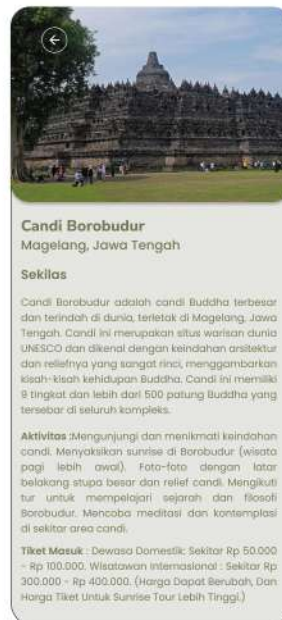 Candi Borobudur
Magelang, Jawa Tengah
Sekilas
Candi Borobudur adalah candi Buddha terbesar
dan terindah di dunia, terletak di Magelang, Jawa
Tengah. Candi ini merupakan situs warisan dunia
UNESCO dan dikenal dengan keindahan arsitektur
dan reliefnya yang sangat rinci, menggambarkan
kisah-kisah kehidupan Buddha. Candi ini memiliki
9 tingkat dan lebih dari 500 patung Buddha yang
tersebar di seluruh kompleks.
Aktivitas :Mengunjungi dan menikmati keindahan
candi. Menyaksikan sunrise di Borobudur (wisata
pagi lebih awal). Foto-foto dengan latar
belakang stupa besar dan relief candi. Mengikuti
tur untuk mempelajari sejarah dan filosofi
Borobudur. Mencoba meditasi dan kontemplasi
di sekitar area candi.
Tiket Masuk : Dewasa Domestik: Sekitar Rp 50.000
- Rp 100.000. Wisatawan Internasional : Sekitar Rp
300.000 - Rp 400.000. (Harga Dapat Berubah, Dan
Harga Tiket Untuk Sunrise Tour Lebih Tinggi.)